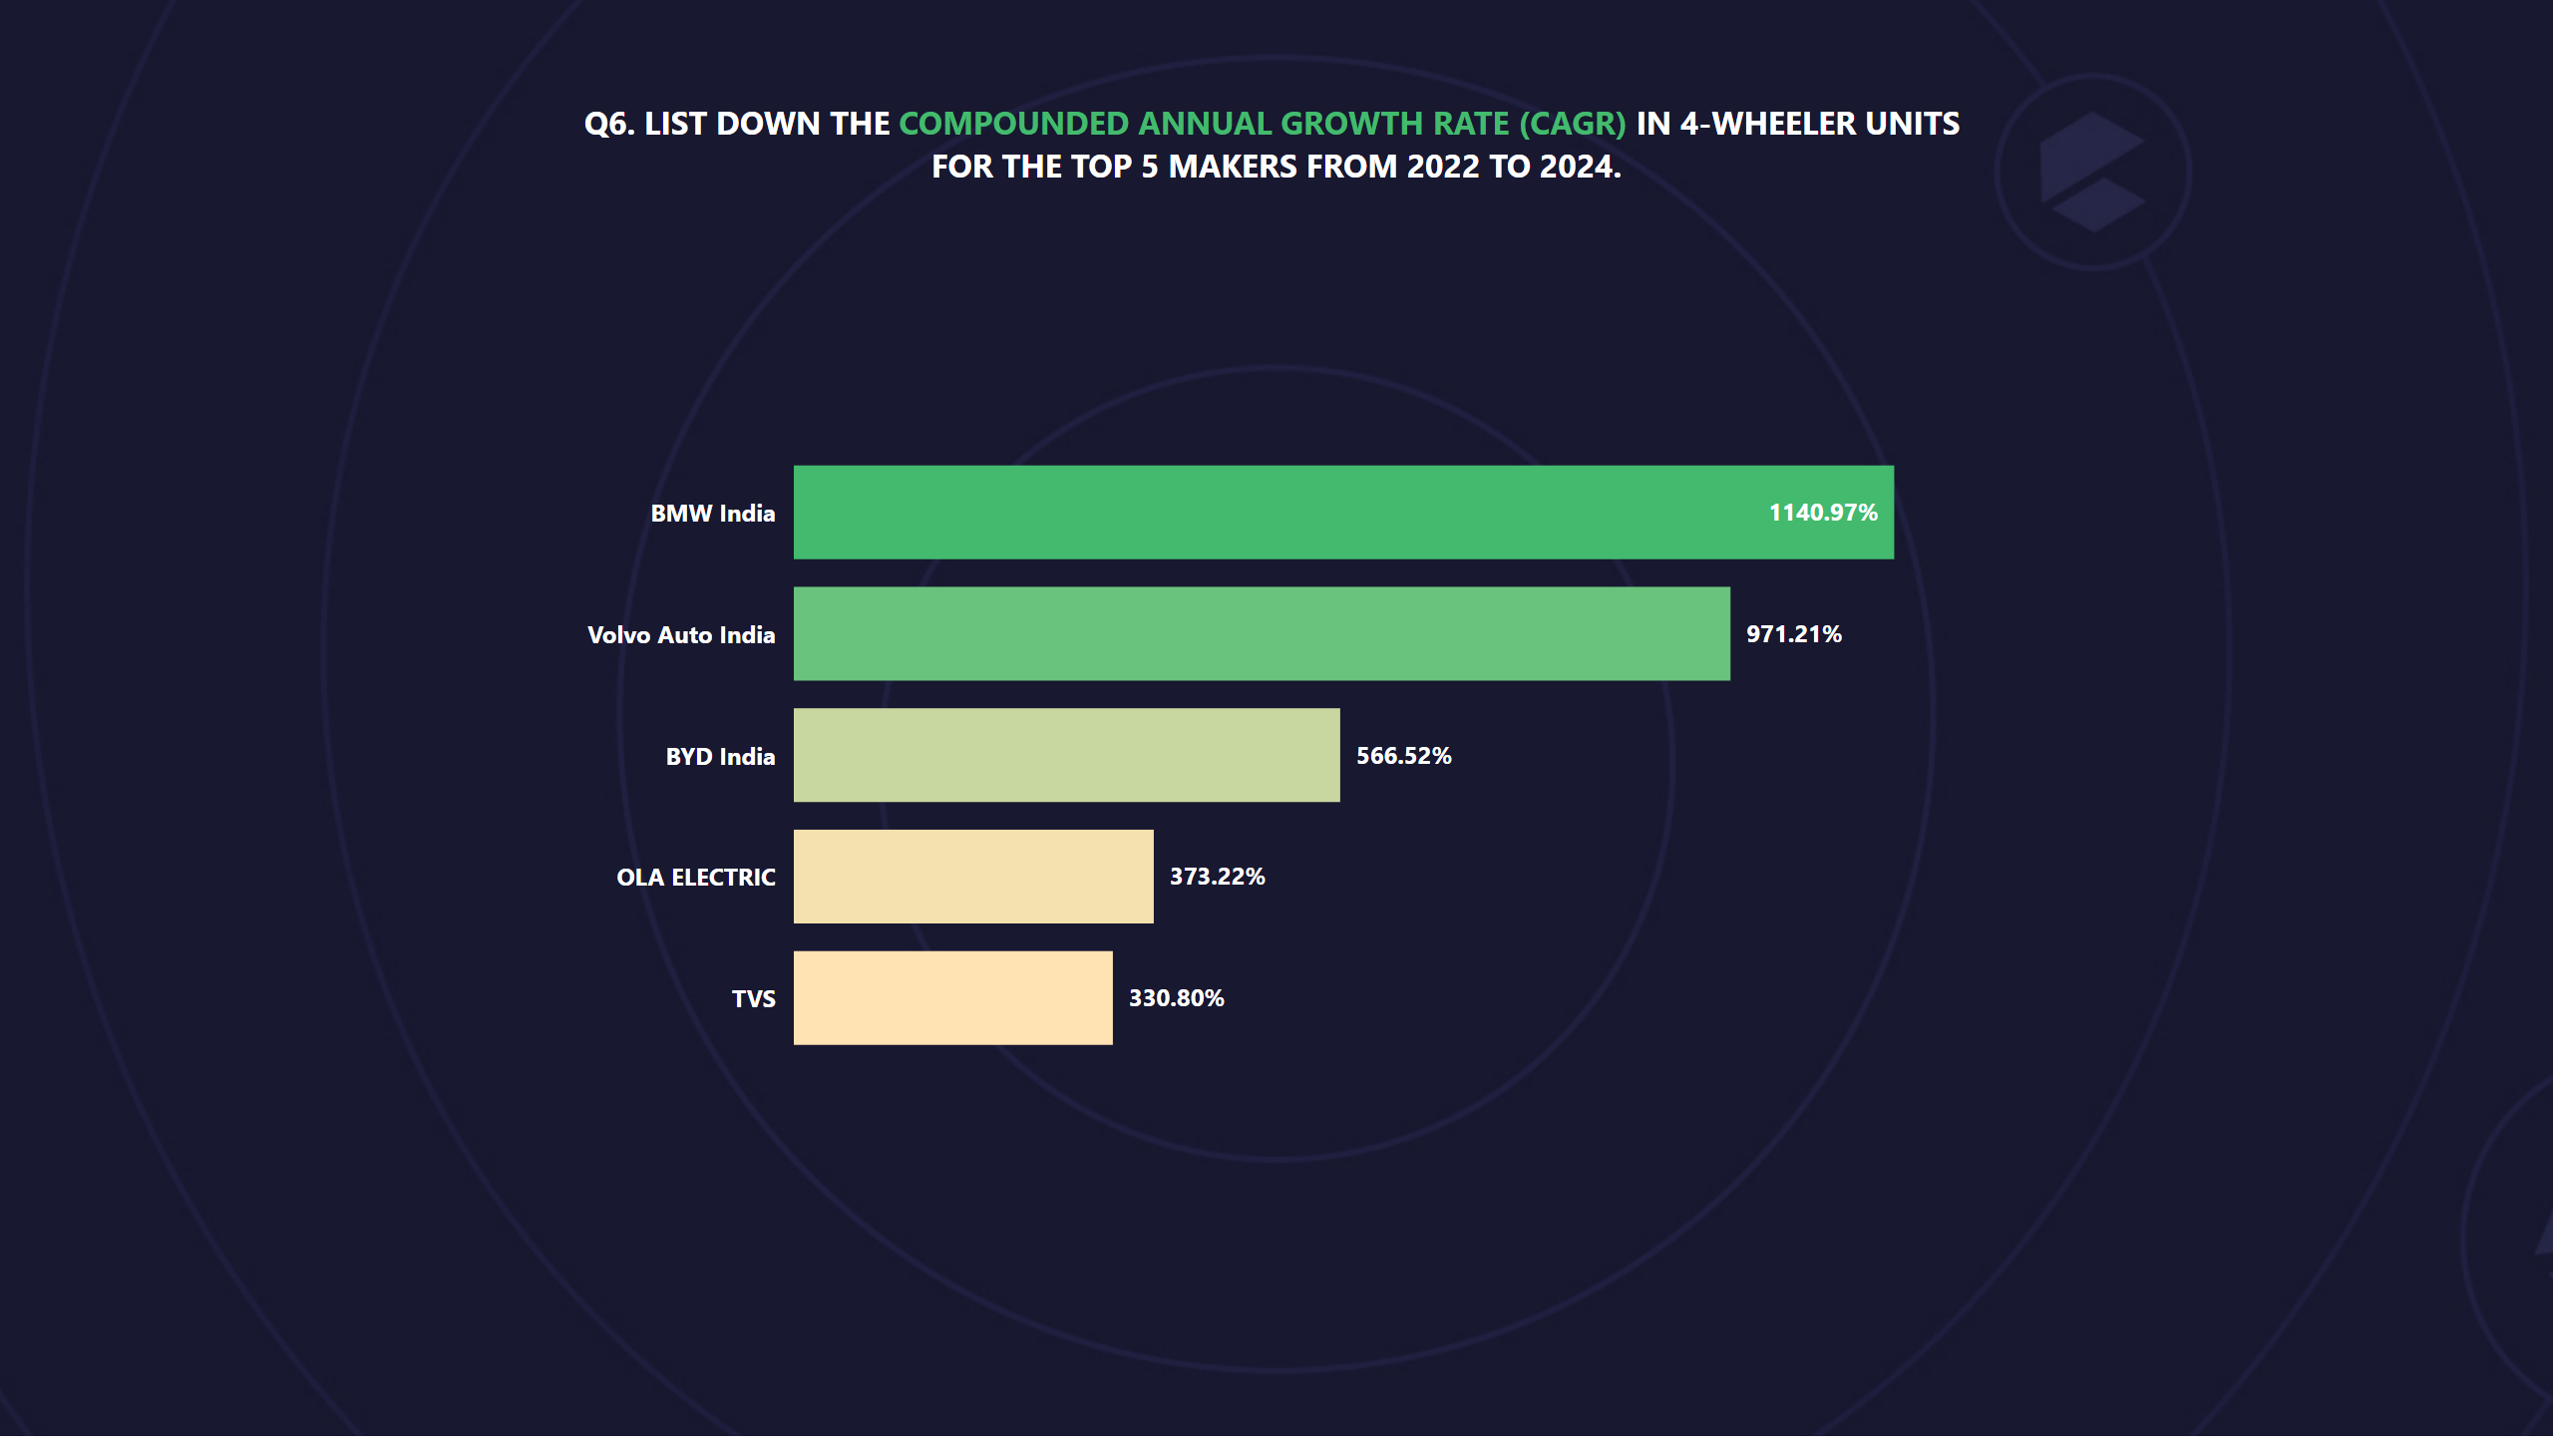 Q6. LIST DOWN THE COMPOUNDED ANNUAL GROWTH RATE (CAGR) IN 4-WHEELER UNITS
FOR THE TOP 5 MAKERS FROM 2022 TO 2024.
BMW India 1140.97%
Volvo Auto India 971.21%
BYD India 566.52%
OLA ELECTRIC 373.22%
TVS 330.80%